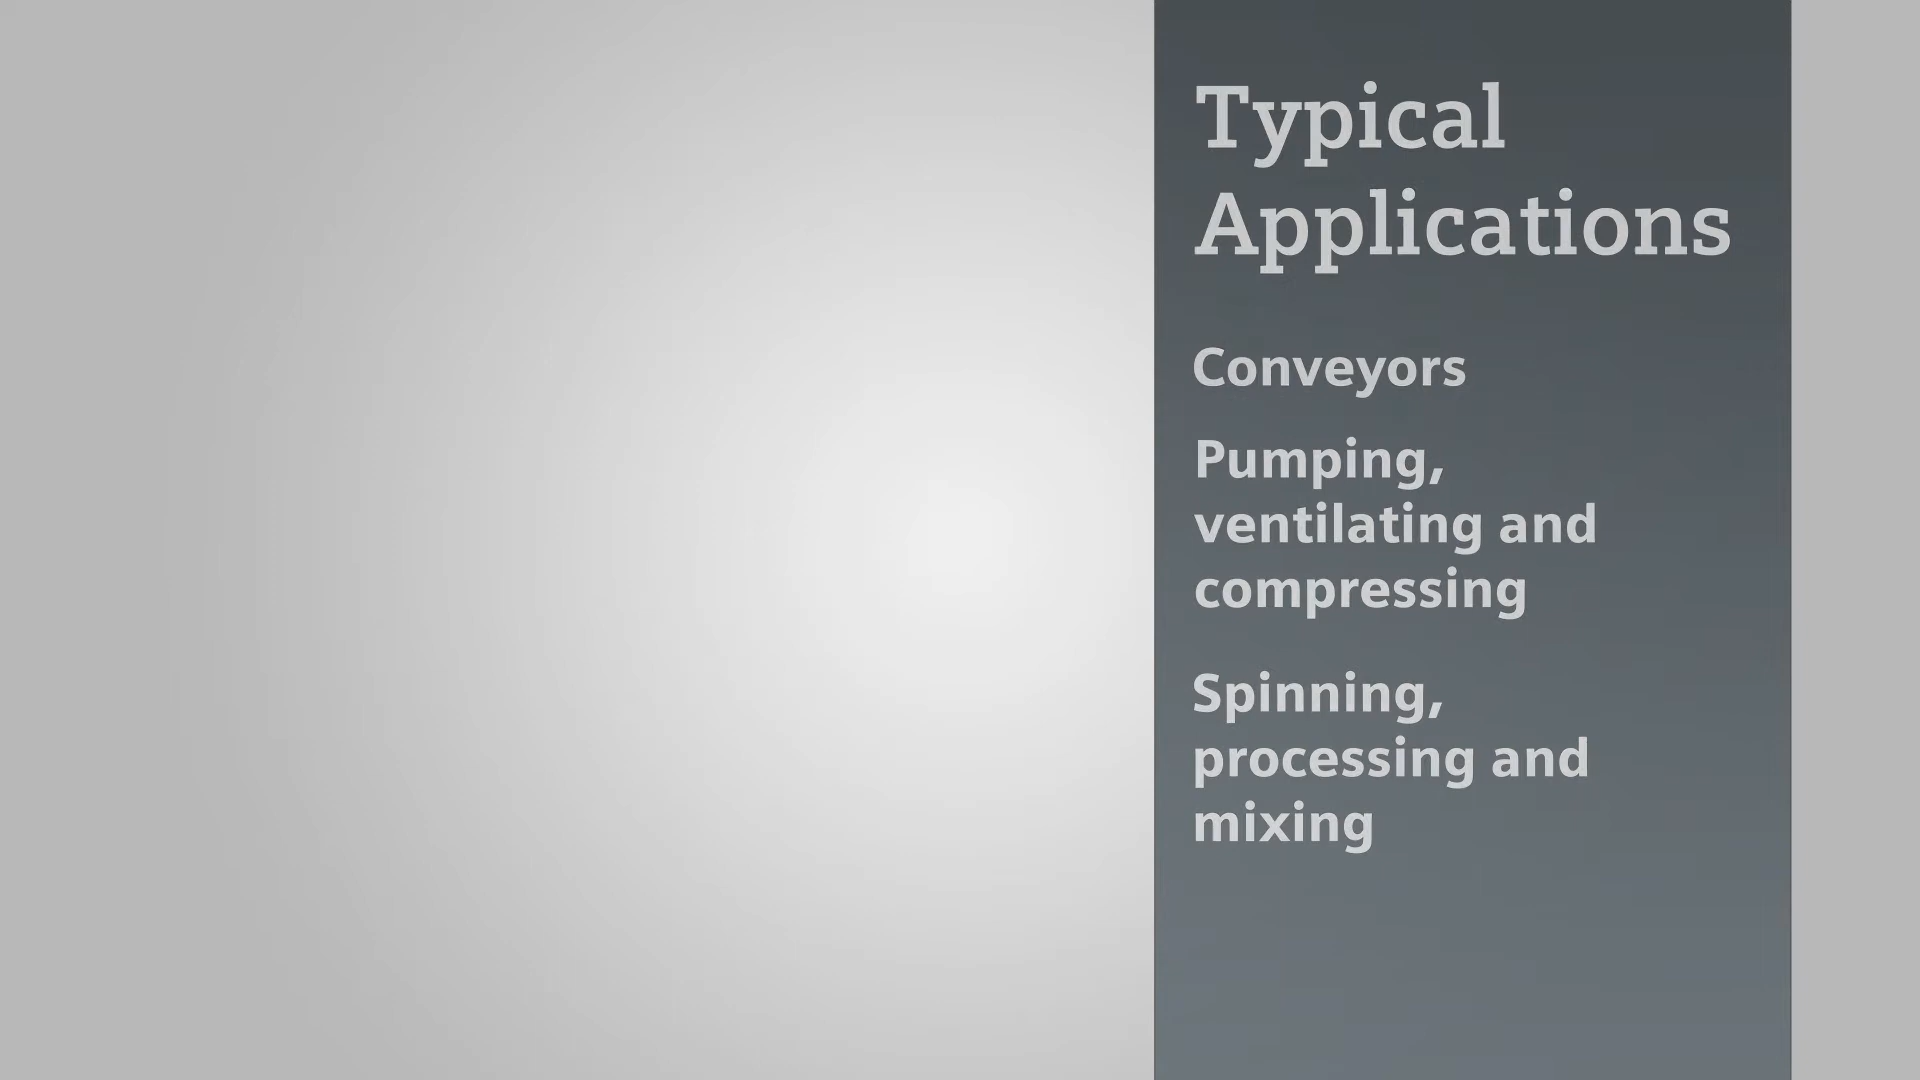 Typical
Applications
Conveyors
Pumping,
ventilating and
compressing
Spinning,
processing and
mixing